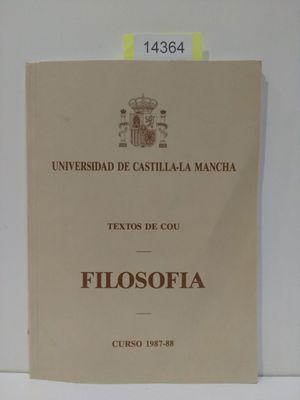 14364
UNIVERSIDAD DE CASTILLA-LA MANCHA
TEXTOS DE COU
FILOSOFIA
CURSO 1987-88